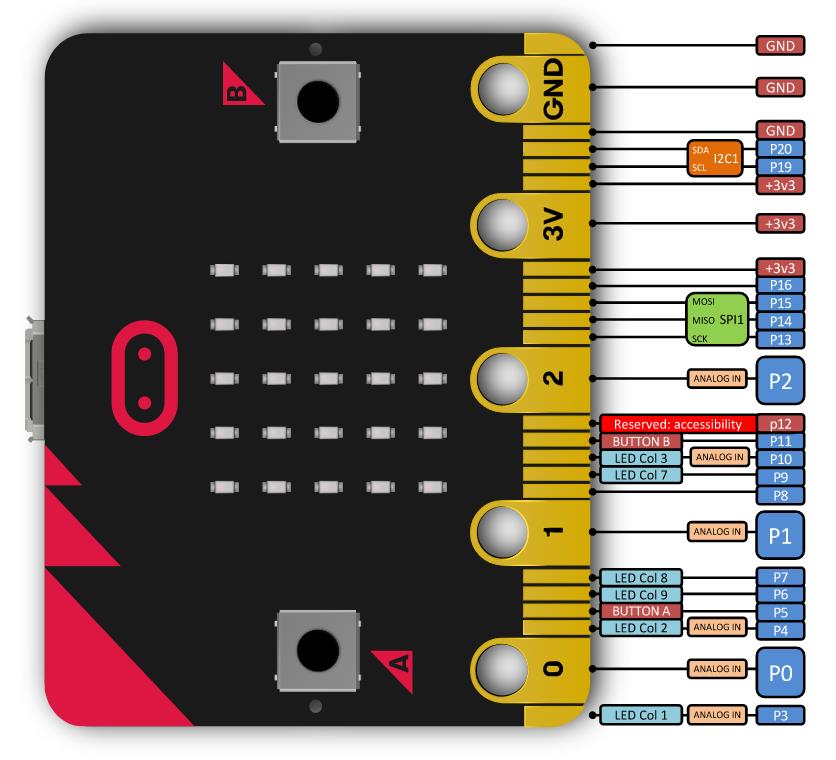 B
GND
3V
2
1
0
A
GND
GND
GND
SDA I2C1 P20
SCL P19
+3v3
+3v3
+3v3
P16
MOSI P15
MISO SPI1 P14
SCK P13
ANALOG IN P2
Reserved: accessibility p12
BUTTON B P11
LED Col 3 ANALOG IN P10
LED Col 7 P9
P8
ANALOG IN P1
LED Col 8 P7
LED Col 9 P6
BUTTON A P5
LED Col 2 ANALOG IN P4
ANALOG IN P0
LED Col 1 ANALOG IN P3